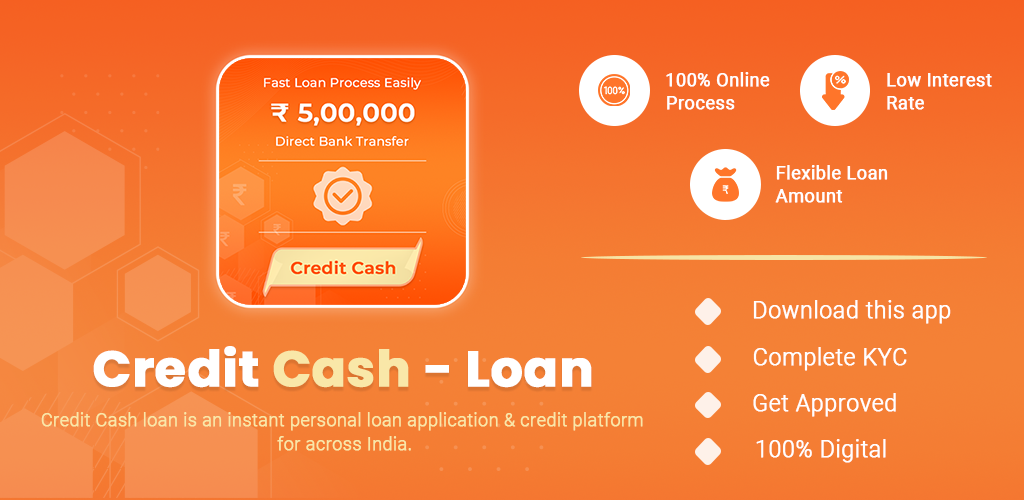 Fast Loan Process Easily
₹ 5,00,000
Direct Bank Transfer
₹
₹
Credit Cash
Credit Cash - Loan
Credit Cash loan is an instant personal loan application & credit platform
for across India.
100%
100% Online
Process
%
Low Interest
Rate
₹
Flexible Loan
Amount
Download this app
Complete KYC
Get Approved
100% Digital